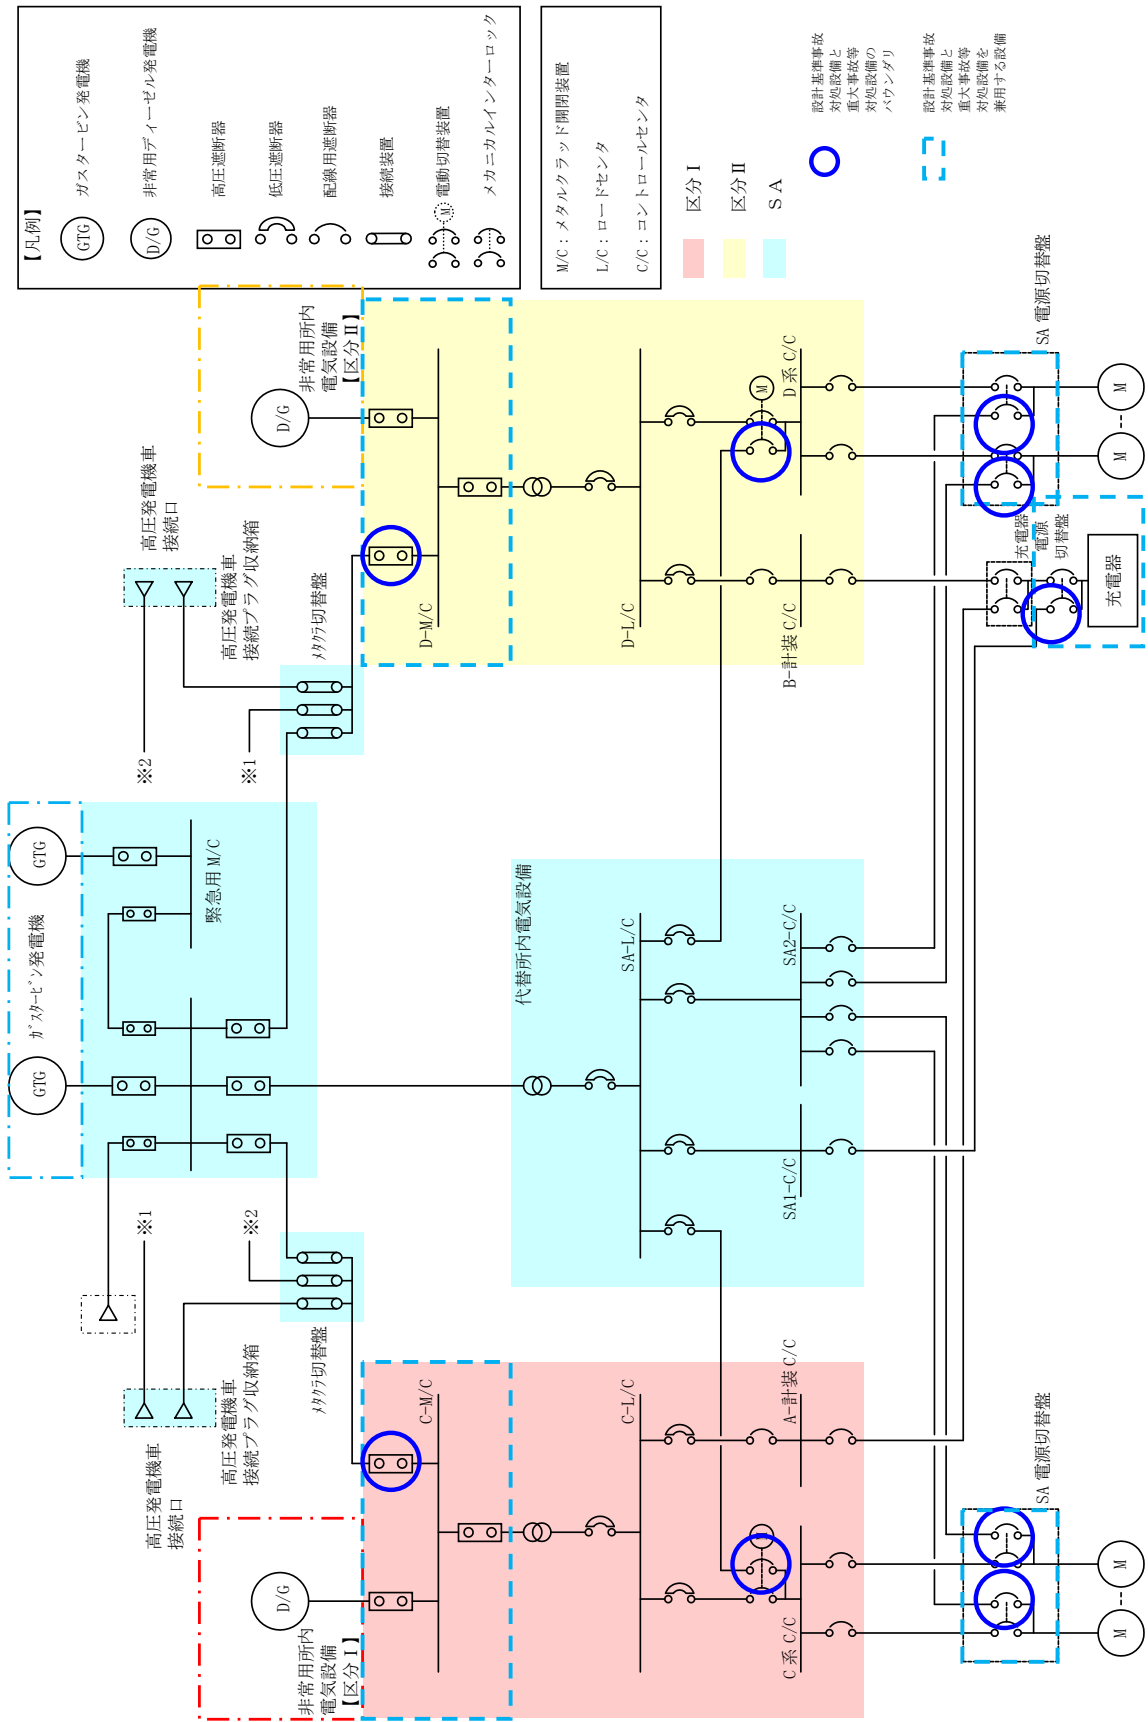 【凡例】
GTG
ガスタービン発電機
D/G
非常用ディーゼル発電機
高圧遮断器
低圧遮断器
配線用遮断器
接続装置
M
電動切替装置
メカニカルインターロック
M/C : メタルクラッド開閉装置
L/C : ロードセンタ
C/C : コントロールセンタ
区分Ⅰ
区分Ⅱ
SA
設計基準事故
対処設備と
重大事故等
対処設備の
バウンダリ
設計基準事故
対処設備と
重大事故等
対処設備を
兼用する設備
非常用所内
電気設備
【区分Ⅱ】
D/G
高圧発電機車
接続口
高圧発電機車
接続プラグ収納箱
ﾒﾀｸﾗ切替盤
※2
※1
D-M/C
D-L/C
D系C/C
M
B-計装C/C
SA電源切替盤
M
M
充電器
電源
切替盤
充電器
GTG
ｶﾞｽﾀｰﾋﾞﾝ発電機
GTG
緊急用M/C
代替所内電気設備
SA-L/C
SA2-C/C
SA1-C/C
※1
※2
高圧発電機車
接続口
高圧発電機車
接続プラグ収納箱
ﾒﾀｸﾗ切替盤
D/G
非常用所内
電気設備
【区分Ⅰ】
C-M/C
C-L/C
A-計装C/C
C系C/C
SA電源切替盤
M
M